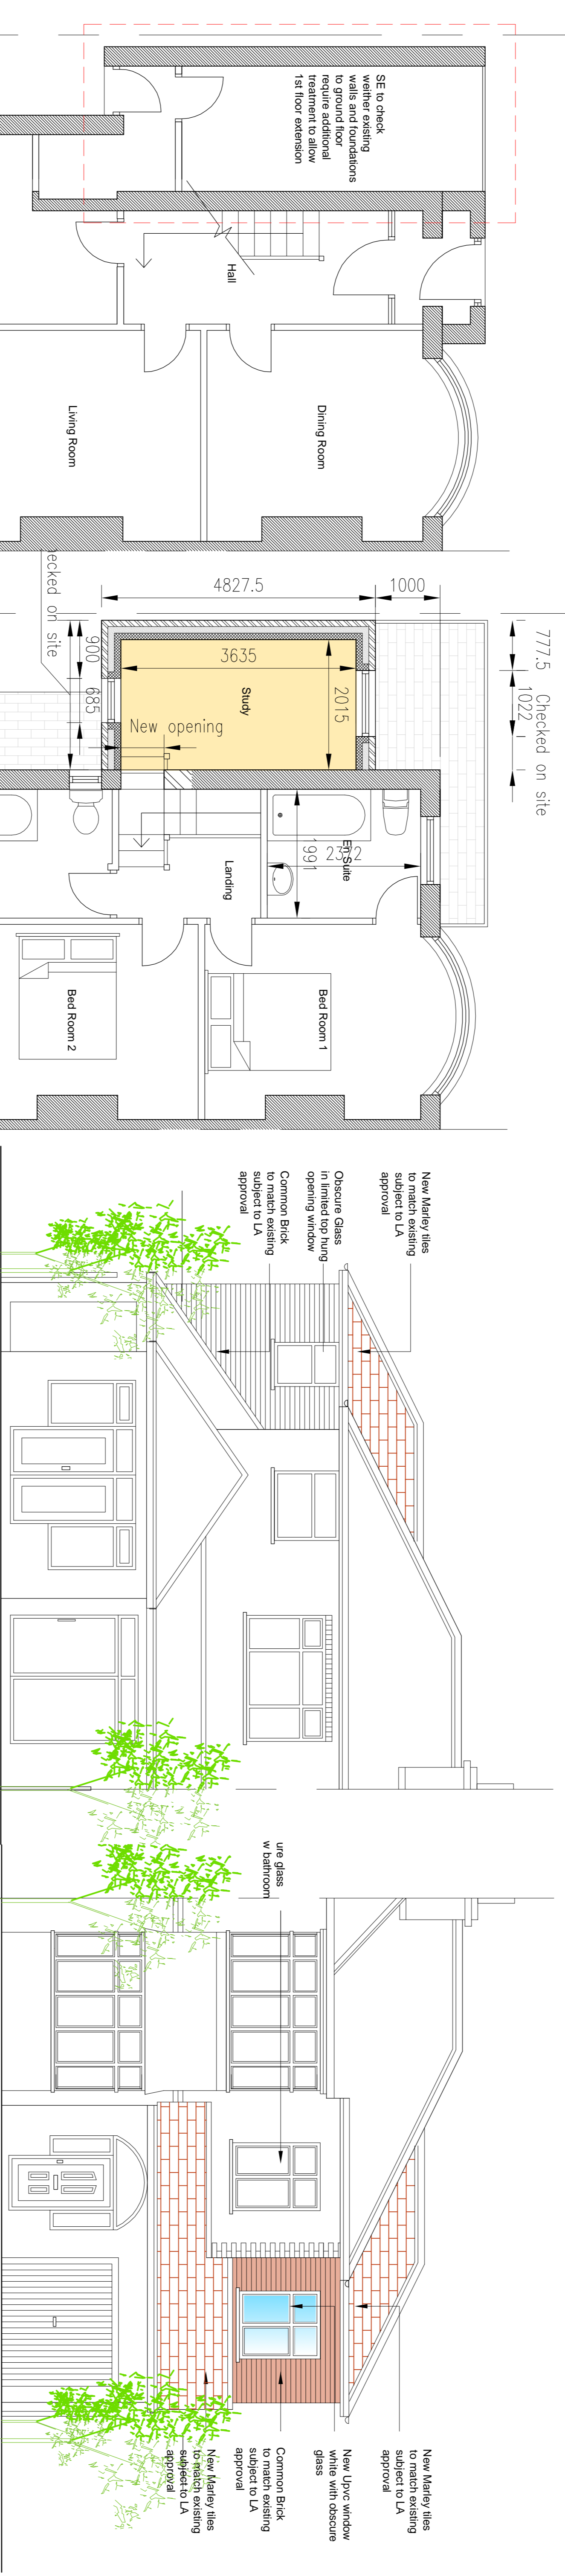 SE to check
weither existing
walls and foundations
to ground floor
require additional
treatment to allow
1st floor extension
Hall
Dining Room
Living Room
777.5 Checked on site
1022
1000
4827.5
3635
2015
Study
New opening
900
685
ecked on site
En Suite
2372
1991
Landing
Bed Room 1
Bed Room 2
New Marley tiles
to match existing
subject to LA
approval
Obscure Glass
in limited top hung
opening window
Common Brick
to match existing
subject to LA
approval
ure glass
w bathroom
New Marley tiles
to match existing
subject to LA
approval
New Upvc window
white with obscure
glass
Common Brick
to match existing
subject to LA
approval
New Marley tiles
to match existing
subject to LA
approval